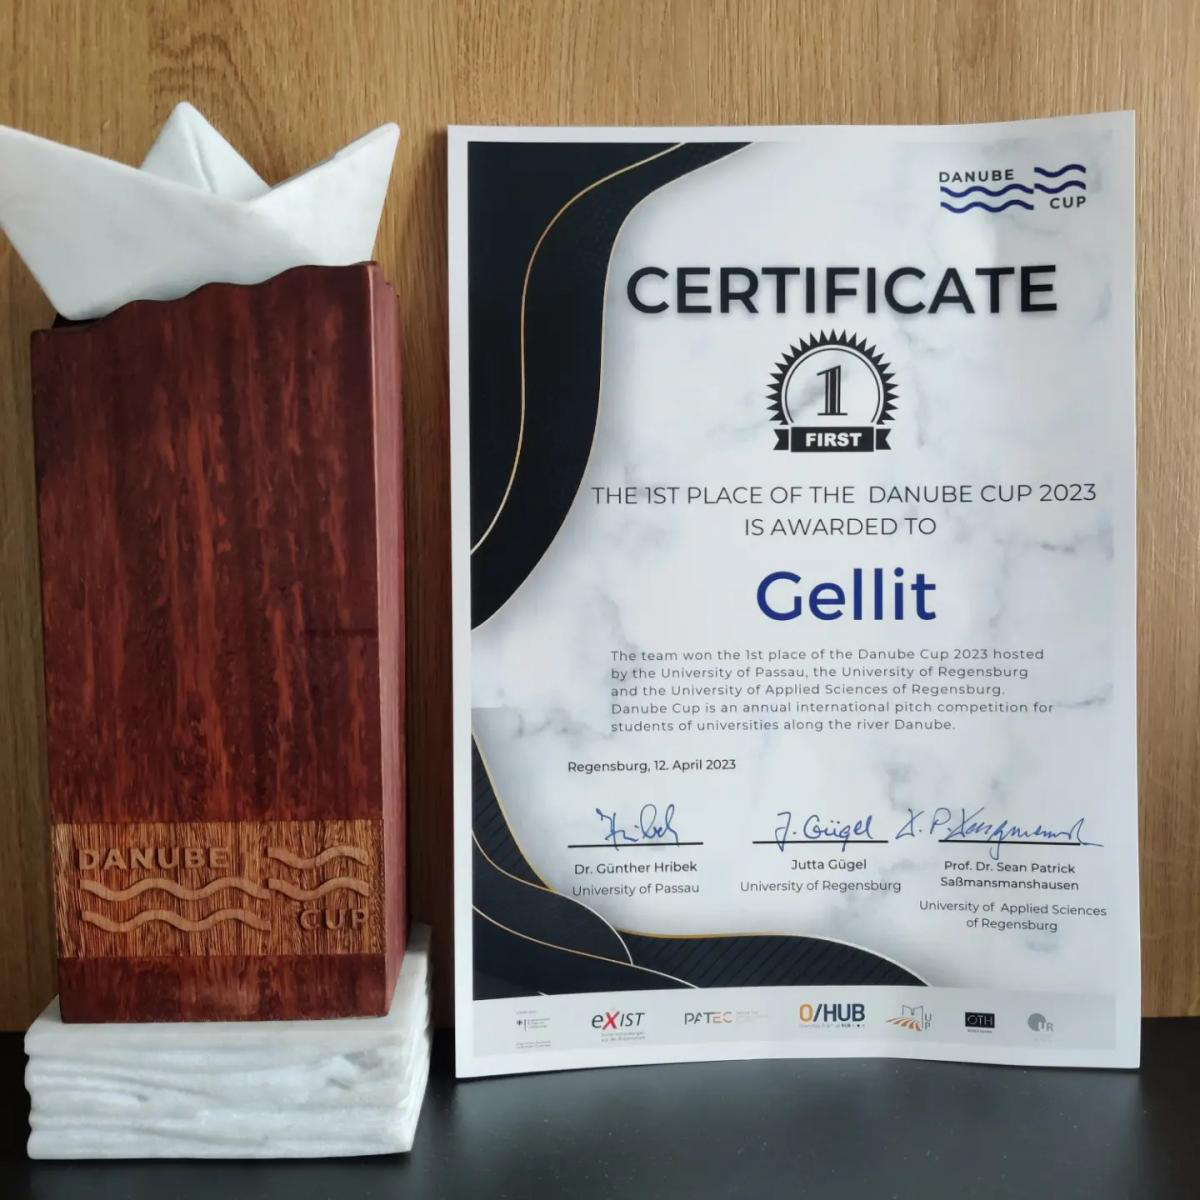 DANUBE
CUP
CERTIFICATE
1
FIRST
THE 1ST PLACE OF THE DANUBE CUP 2023
IS AWARDED TO
Gellit
The team won the 1st place of the Danube Cup 2023 hosted
by the University of Passau, the University of Regensburg
and the University of Applied Sciences of Regensburg.
Danube Cup is an annual international pitch competition for
students of universities along the river Danube.
Regensburg, 12. April 2023
Hribek
J. Gügel
Dr. Günther Hribek
University of Passau
Jutta Gügel
University of Regensburg
Prof. Dr. Sean Patrick
Saßmansmanshausen
University of Applied Sciences
of Regensburg
eXIST
PATEC
O/HUB
UP
OTH
UR
DANUBE
CUP